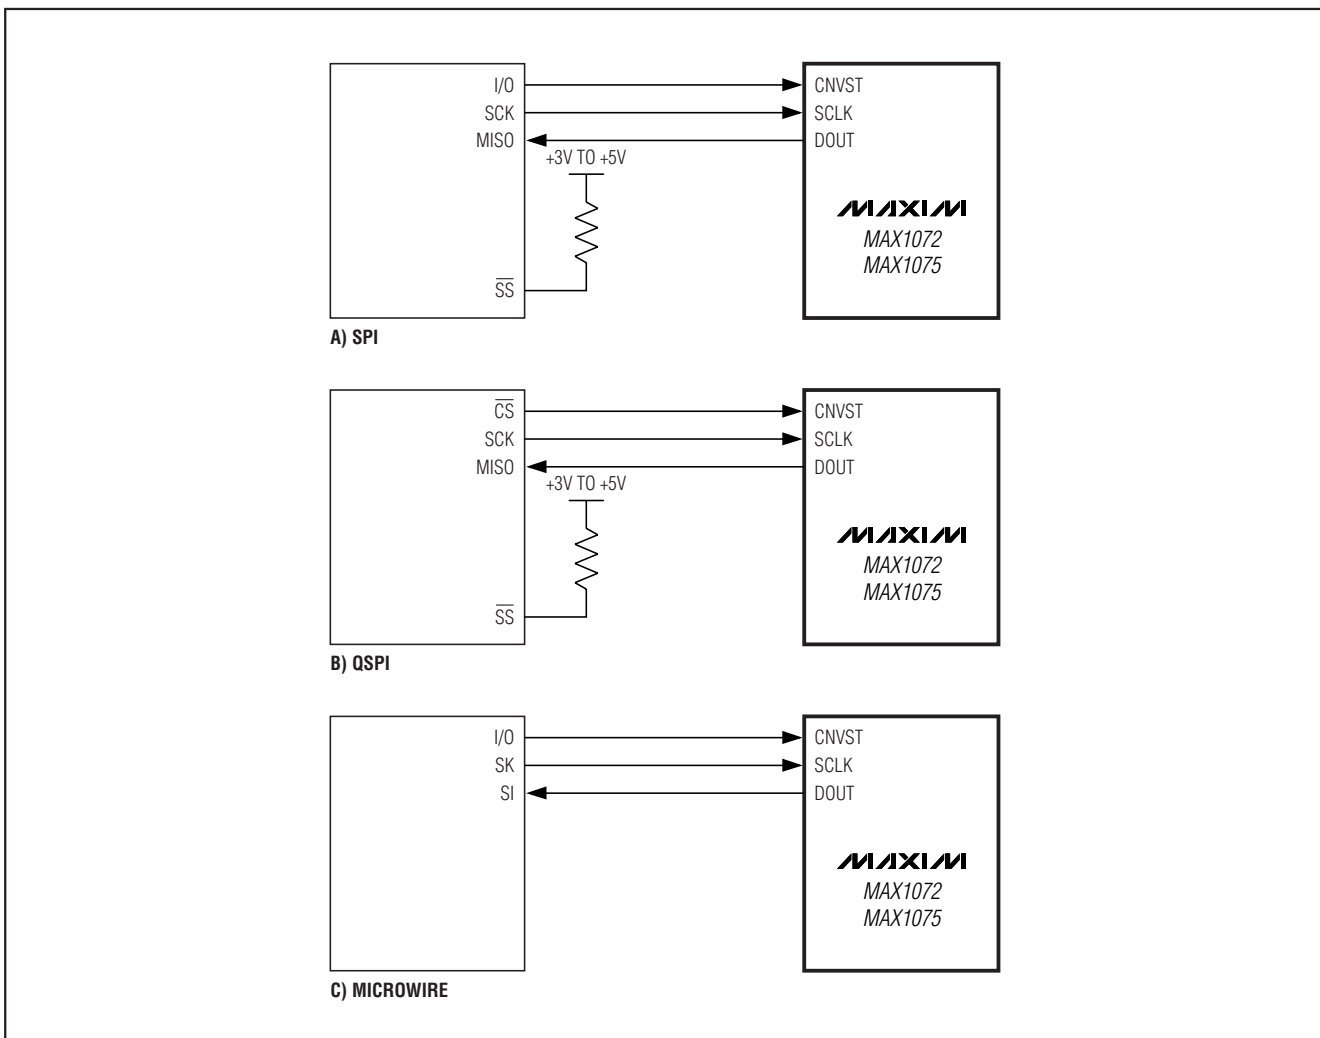 I/O CNVST
SCK SCLK
MISO DOUT
+3V TO +5V
MAXIM
MAX1072
MAX1075
SS
A) SPI
CS CNVST
SCK SCLK
MISO DOUT
+3V TO +5V
MAXIM
MAX1072
MAX1075
SS
B) QSPI
I/O CNVST
SK SCLK
SI DOUT
MAXIM
MAX1072
MAX1075
C) MICROWIRE